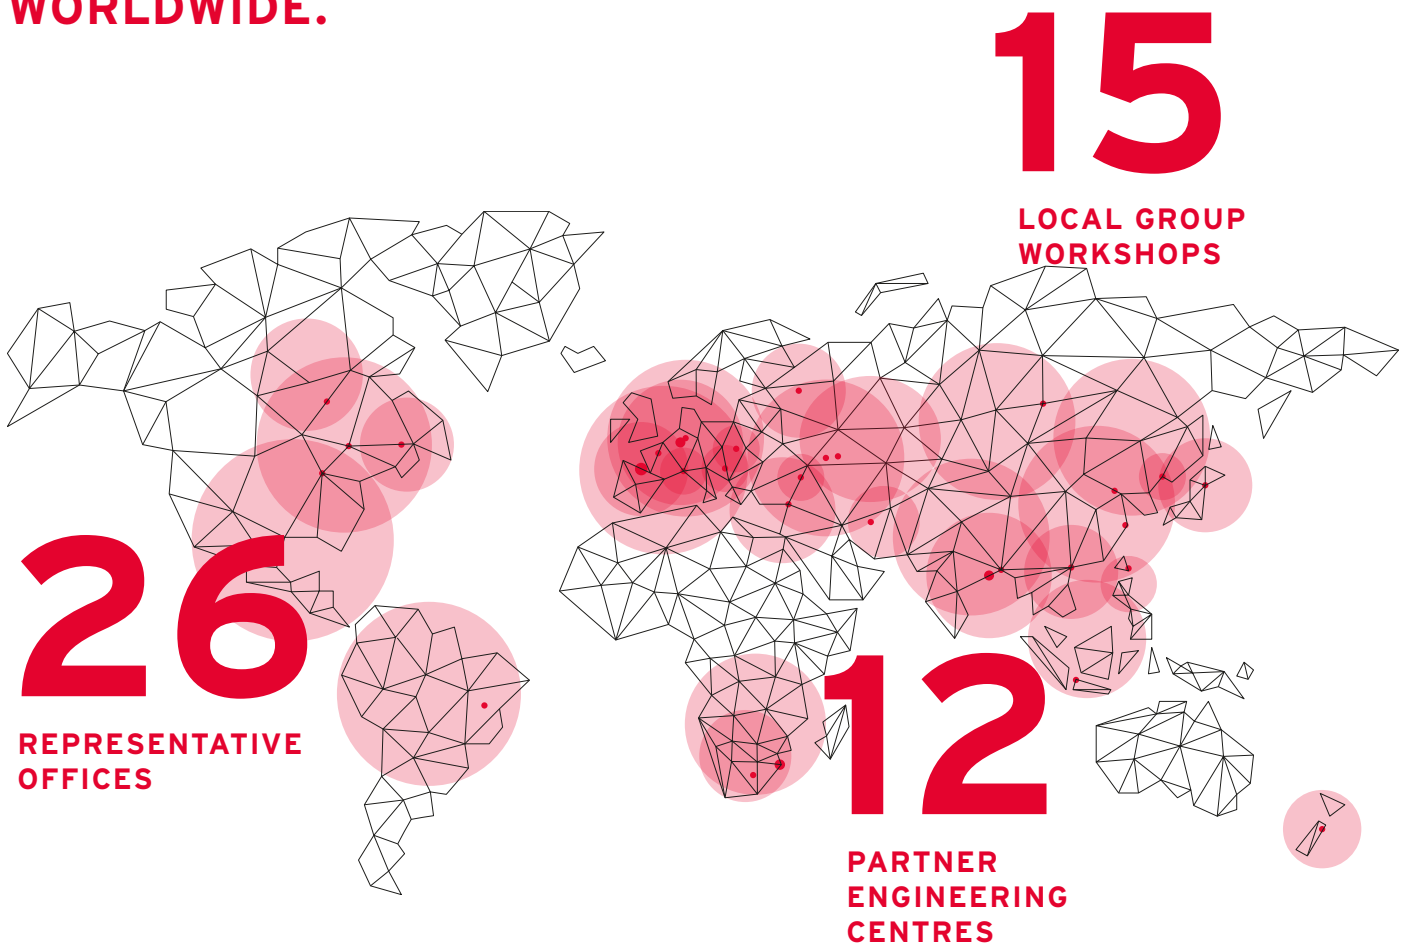 WORLDWIDE.
15
LOCAL GROUP
WORKSHOPS
26
REPRESENTATIVE
OFFICES
12
PARTNER
ENGINEERING
CENTRES